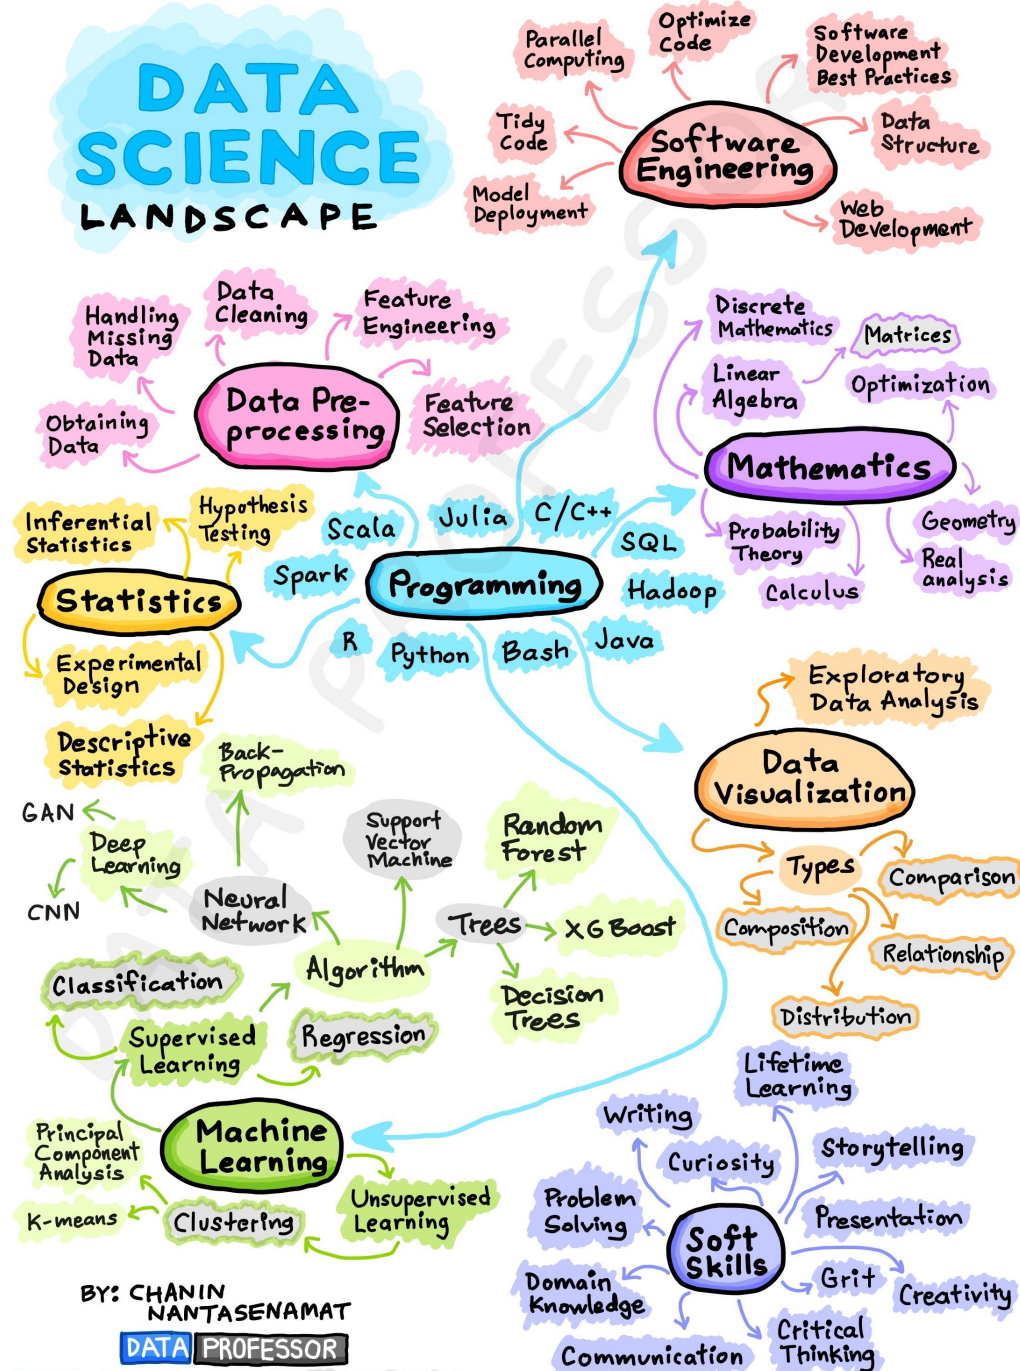 DATA
SCIENCE
LANDSCAPE
Parallel
Computing
Optimize
Code
Software
Development
Best Practices
Tidy
Code
Software
Engineering
Data
Structure
Model
Deployment
Web
Development
Handling
Missing
Data
Data
Cleaning
Feature
Engineering
Data Pre-
processing
Obtaining
Data
Feature
Selection
Discrete
Mathematics
Matrices
Linear
Algebra
Optimization
Mathematics
Probability
Theory
Calculus
Geometry
Real
analysis
Inferential
Statistics
Hypothesis
Testing
Statistics
Experimental
Design
Descriptive
Statistics
Scala
Julia
C/C++
SQL
Spark
Programming
Hadoop
R
Python
Bash
Java
Exploratory
Data Analysis
Data
Visualization
Types
Comparison
Composition
Relationship
Distribution
Back-
Propagation
GAN
Deep
Learning
CNN
Neural
Network
Support
Vector
Machine
Random
Forest
Trees
XG Boost
Algorithm
Decision
Trees
Classification
Supervised
Learning
Regression
Machine
Learning
Principal
Component
Analysis
K-means
Clustering
Unsupervised
Learning
Lifetime
Learning
Writing
Curiosity
Storytelling
Problem
Solving
Soft
Skills
Presentation
Domain
Knowledge
Grit
Creativity
Communication
Critical
Thinking
BY: CHANIN
NANTASENAMAT
DATA PROFESSOR
DATA PROFESSOR